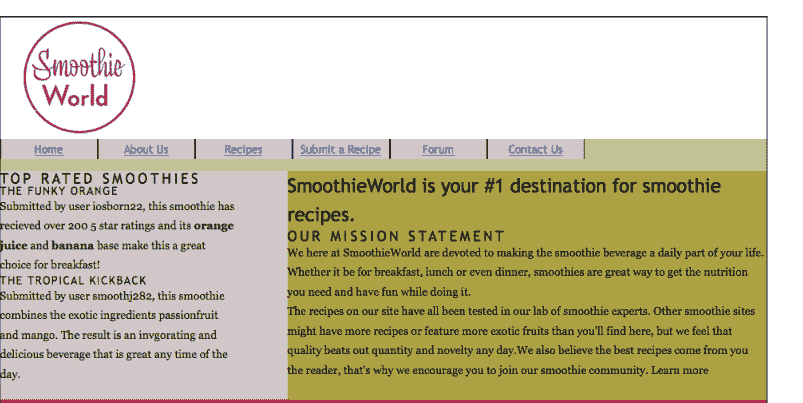 Smoothie
World
Home About Us Recipes Submit a Recipe Forum Contact Us
TOP RATED SMOOTHIES
THE FUNKY ORANGE
Submitted by user iosborn22, this smoothie has
recieved over 200 5 star ratings and its orange
juice and banana base make this a great
choice for breakfast!
THE TROPICAL KICKBACK
Submitted by user smoothj282, this smoothie
combines the exotic ingredients passionfruit
and mango. The result is an invgorating and
delicious beverage that is great any time of the
day.
SmoothieWorld is your #1 destination for smoothie
recipes.
OUR MISSION STATEMENT
We here at SmoothieWorld are devoted to making the smoothie beverage a daily part of your life.
Whether it be for breakfast, lunch or even dinner, smoothies are great way to get the nutrition
you need and have fun while doing it.
The recipes on our site have all been tested in our lab of smoothie experts. Other smoothie sites
might have more recipes or feature more exotic fruits than you'll find here, but we feel that
quality beats out quantity and novelty any day.We also believe the best recipes come from you
the reader, that's why we encourage you to join our smoothie community. Learn more